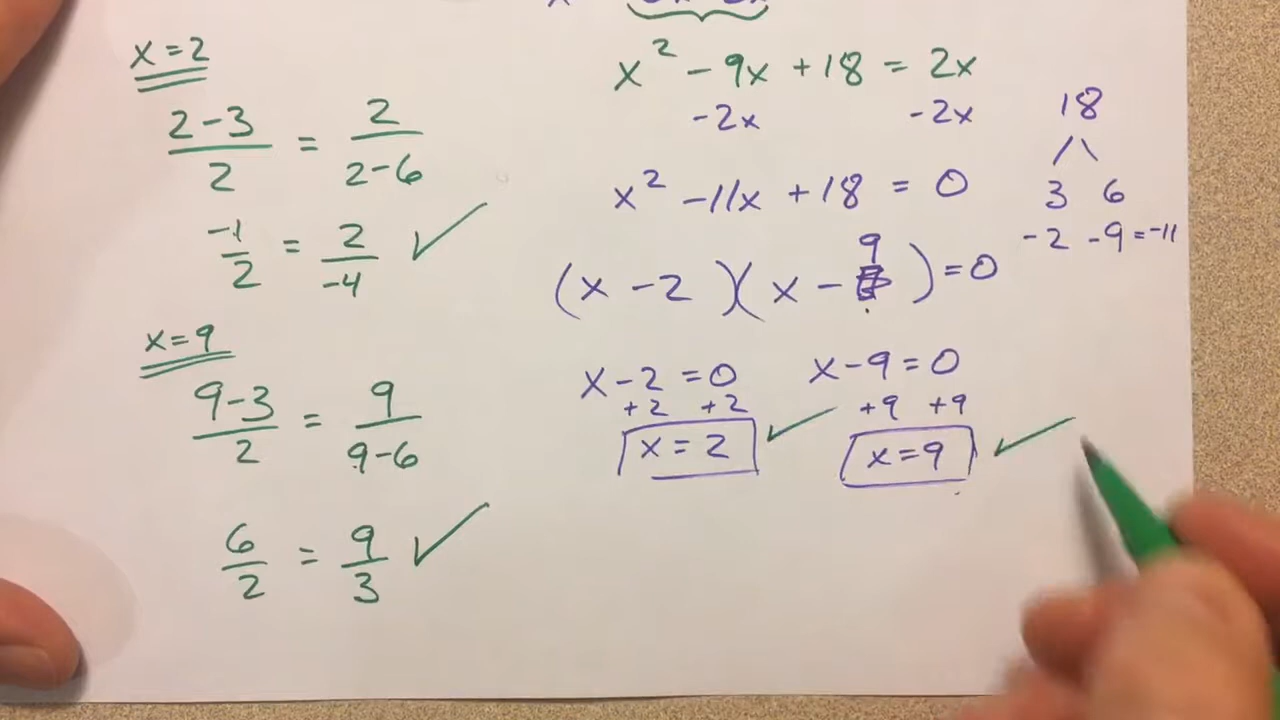 x = 2
2-3/2 = 2/2-6
-1/2 = 2/-4 ✓
x = 9
9-3/2 = 9/9-6
6/2 = 9/3 ✓
x² - 9x + 18 = 2x
-2x -2x
x² - 11x + 18 = 0
(x - 2)(x - 9) = 0
x - 2 = 0 x - 9 = 0
+2 +2 +9 +9
x = 2 ✓ x = 9 ✓
18
3 6
-2 -9 = -11